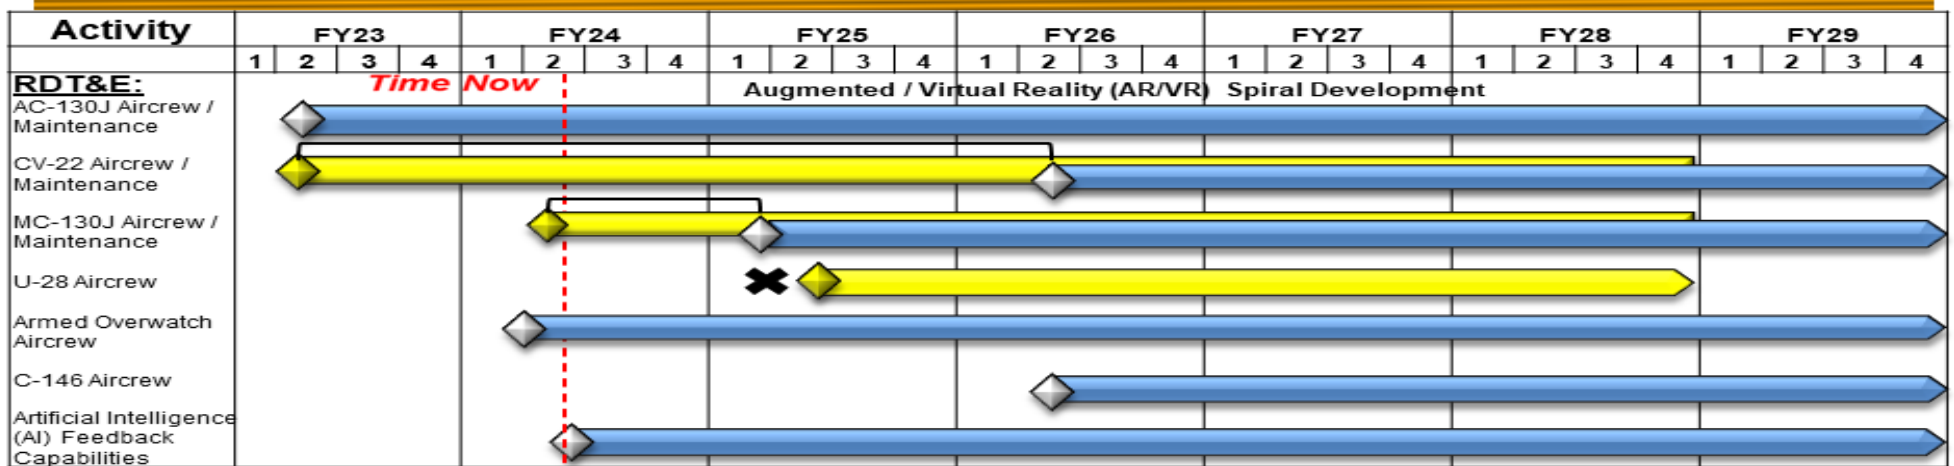 Activity FY23 FY24 FY25 FY26 FY27 FY28 FY29
1 2 3 4 1 2 3 4 1 2 3 4 1 2 3 4 1 2 3 4 1 2 3 4 1 2 3 4
RDT&E: Time Now Augmented / Virtual Reality (AR/VR) Spiral Development
AC-130J Aircrew /
Maintenance
CV-22 Aircrew /
Maintenance
MC-130J Aircrew /
Maintenance
U-28 Aircrew
Armed Overwatch
Aircrew
C-146 Aircrew
Artificial Intelligence
(AI) Feedback
Capabilities